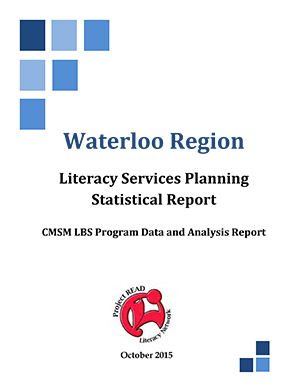 Waterloo Region
Literacy Services Planning
Statistical Report
CMSM LBS Program Data and Analysis Report
Project READ
Literacy Network
October 2015